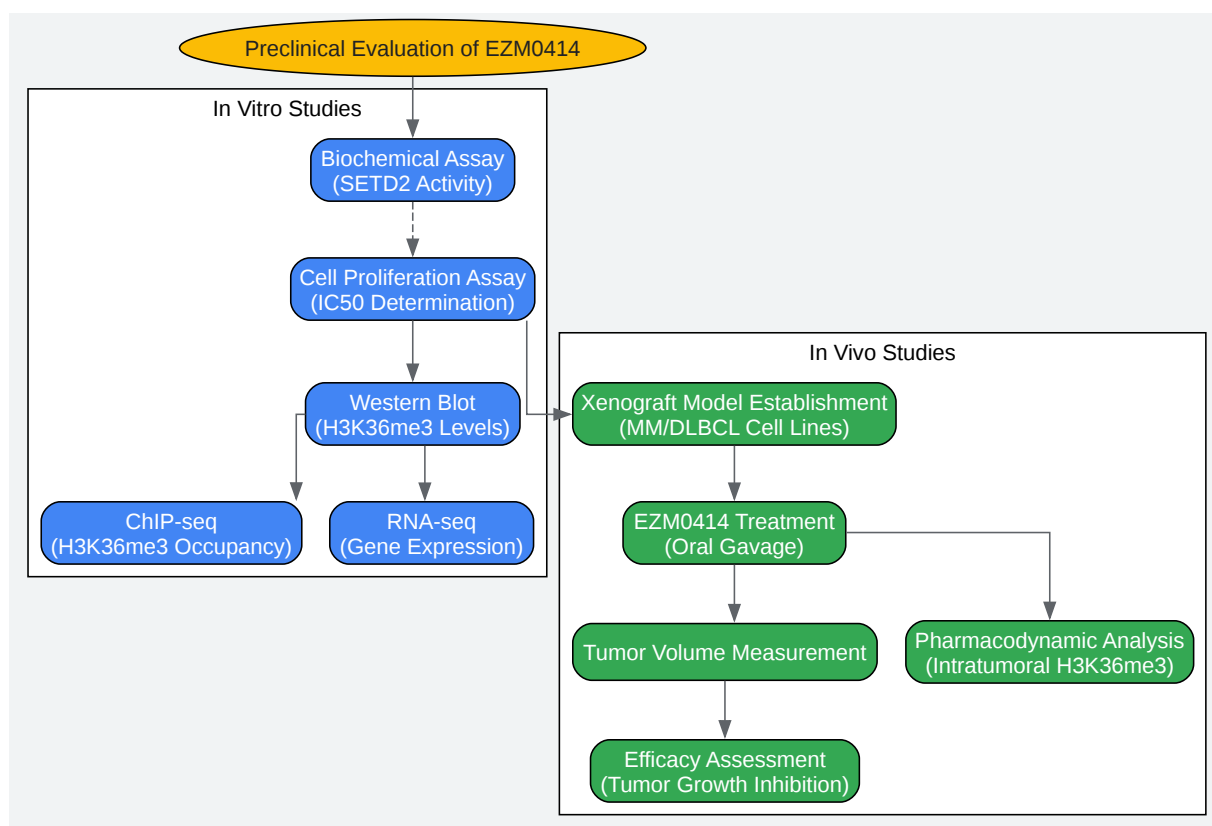 Preclinical Evaluation of EZM0414
In Vitro Studies
Biochemical Assay
(SETD2 Activity)
Cell Proliferation Assay
(IC50 Determination)
Western Blot
(H3K36me3 Levels)
ChIP-seq
(H3K36me3 Occupancy)
RNA-seq
(Gene Expression)
In Vivo Studies
Xenograft Model Establishment
(MM/DLBCL Cell Lines)
EZM0414 Treatment
(Oral Gavage)
Tumor Volume Measurement
Pharmacodynamic Analysis
(Intratumoral H3K36me3)
Efficacy Assessment
(Tumor Growth Inhibition)